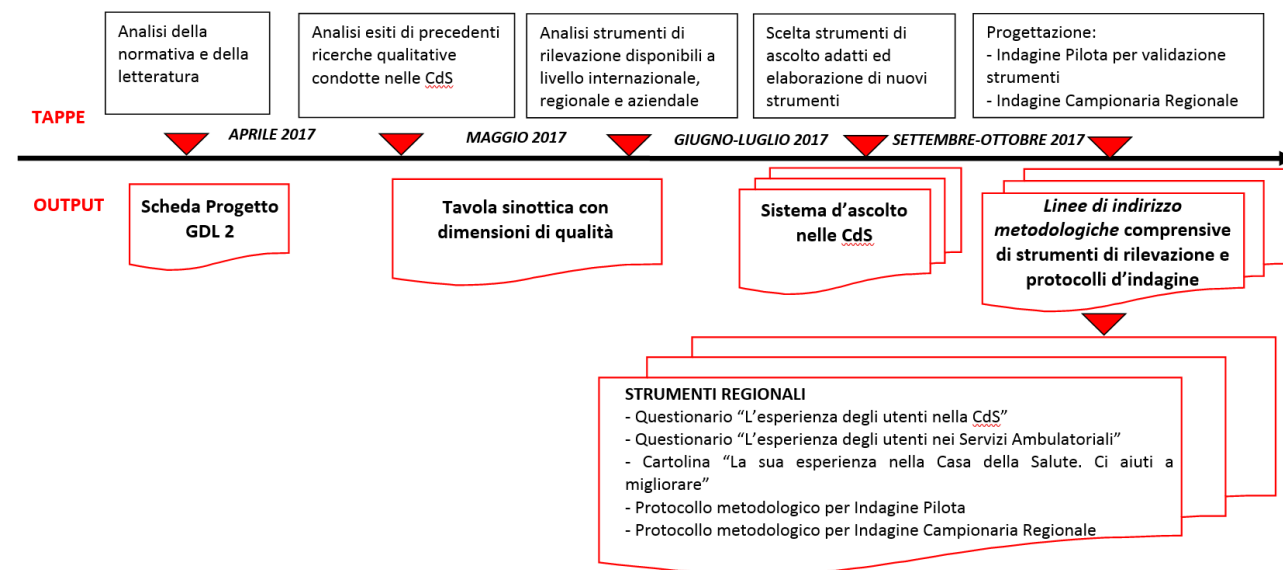 Analisi della
normativa e della
letteratura
Analisi esiti di precedenti
ricerche qualitative
condotte nelle CdS
Analisi strumenti di
rilevazione disponibili a
livello internazionale,
regionale e aziendale
Scelta strumenti di
ascolto adatti ed
elaborazione di nuovi
strumenti
Progettazione:
- Indagine Pilota per validazione
strumenti
- Indagine Campionaria Regionale
TAPPE
APRILE 2017
MAGGIO 2017
GIUGNO-LUGLIO 2017
SETTEMBRE-OTTOBRE 2017
OUTPUT
Scheda Progetto
GDL 2
Tavola sinottica con
dimensioni di qualità
Sistema d’ascolto
nelle CdS
Linee di indirizzo
metodologiche comprensive
di strumenti di rilevazione e
protocolli d’indagine
STRUMENTI REGIONALI
- Questionario “L’esperienza degli utenti nella CdS”
- Questionario “L’esperienza degli utenti nei Servizi Ambulatoriali”
- Cartolina “La sua esperienza nella Casa della Salute. Ci aiuti a
migliorare”
- Protocollo metodologico per Indagine Pilota
- Protocollo metodologico per Indagine Campionaria Regionale